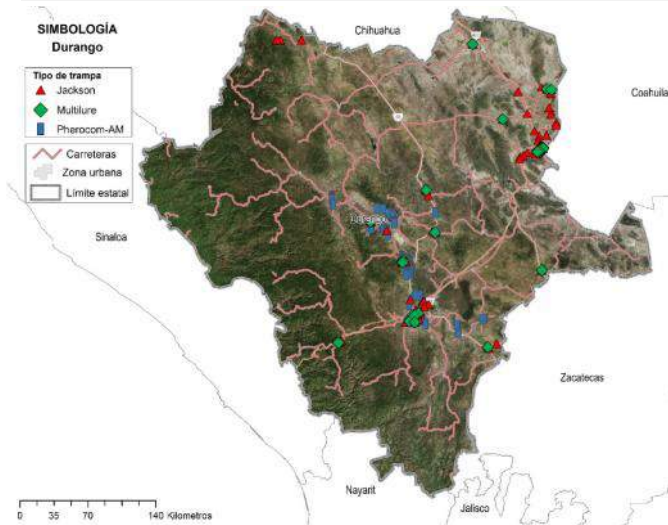 SIMBOLOGÍA
Durango
Tipo de trampa
Jackson
Multilure
Pherocom-AM
Carreteras
Zona urbana
Límite estatal
Chihuahua
Coahuila
Sinaloa
Zacatecas
Nayarit
Jalisco
0 35 70 140 Kilometros